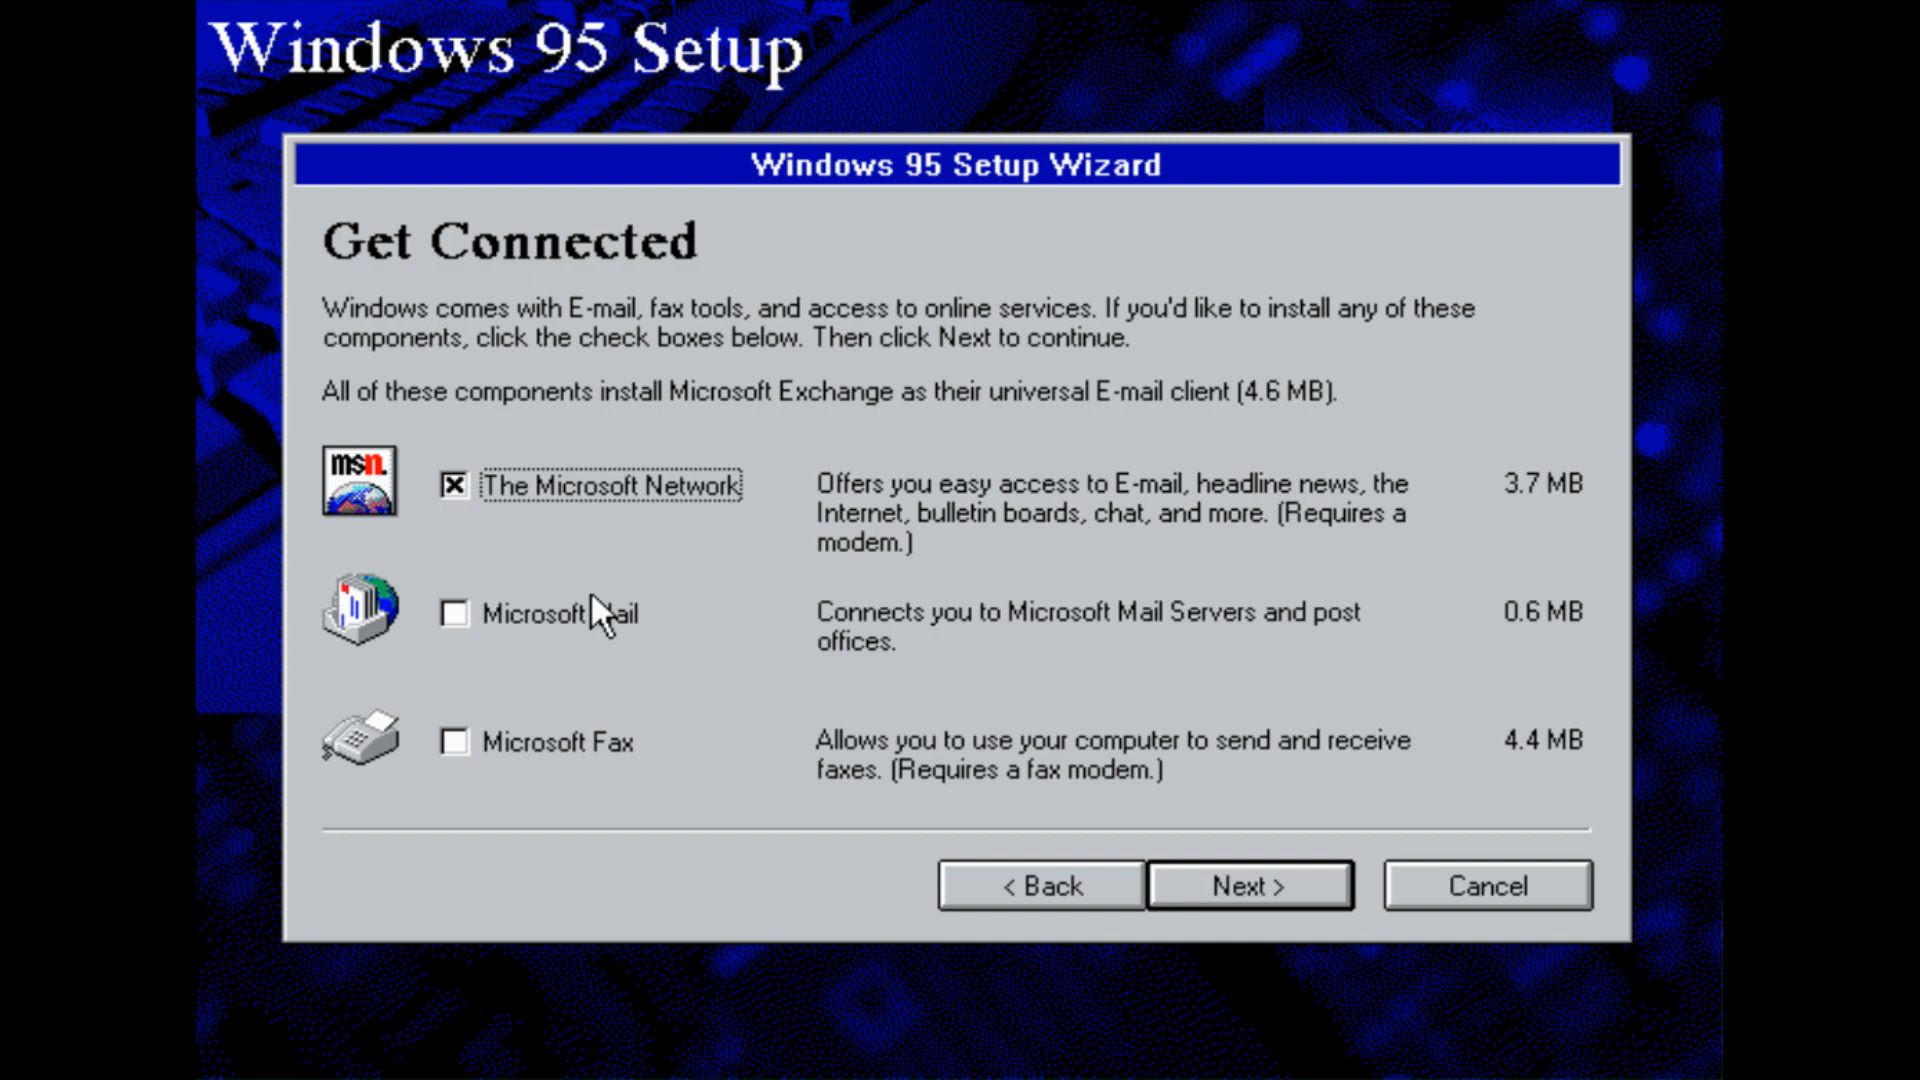 Windows 95 Setup
Windows 95 Setup Wizard
Get Connected
Windows comes with E-mail, fax tools, and access to online services. If you'd like to install any of these
components, click the check boxes below. Then click Next to continue.
All of these components install Microsoft Exchange as their universal E-mail client (4.6 MB).
msn.
The Microsoft Network
Offers you easy access to E-mail, headline news, the
Internet, bulletin boards, chat, and more. (Requires a
modem.)
3.7 MB
Microsoft Mail
Connects you to Microsoft Mail Servers and post
offices.
0.6 MB
Microsoft Fax
Allows you to use your computer to send and receive
faxes. (Requires a fax modem.)
4.4 MB
< Back
Next >
Cancel